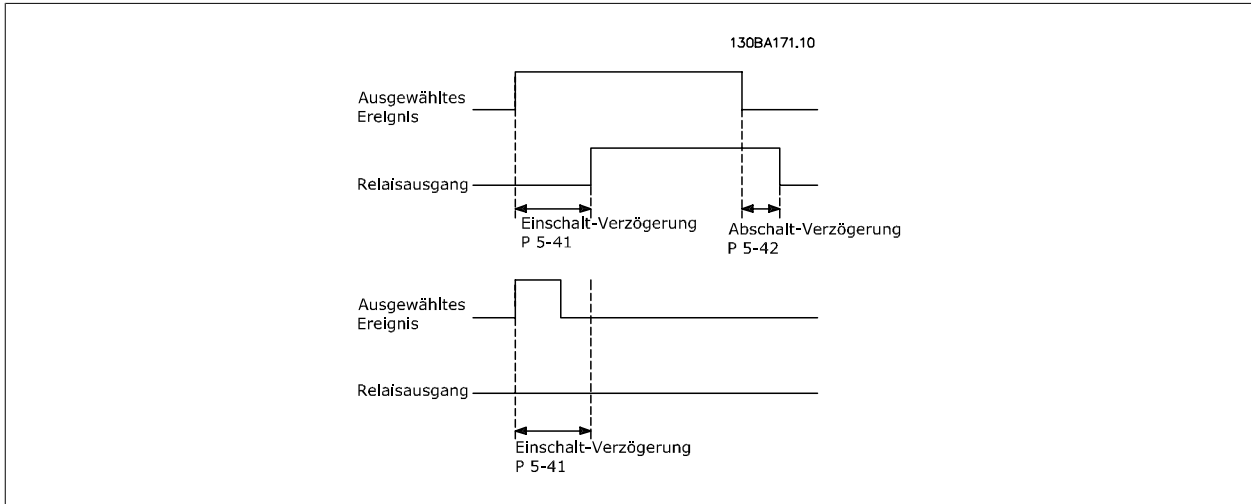 130BA171.10
Ausgewähltes
Ereignis
Relaisausgang
Einschalt-Verzögerung
P 5-41
Abschalt-Verzögerung
P 5-42
Ausgewähltes
Ereignis
Relaisausgang
Einschalt-Verzögerung
P 5-41